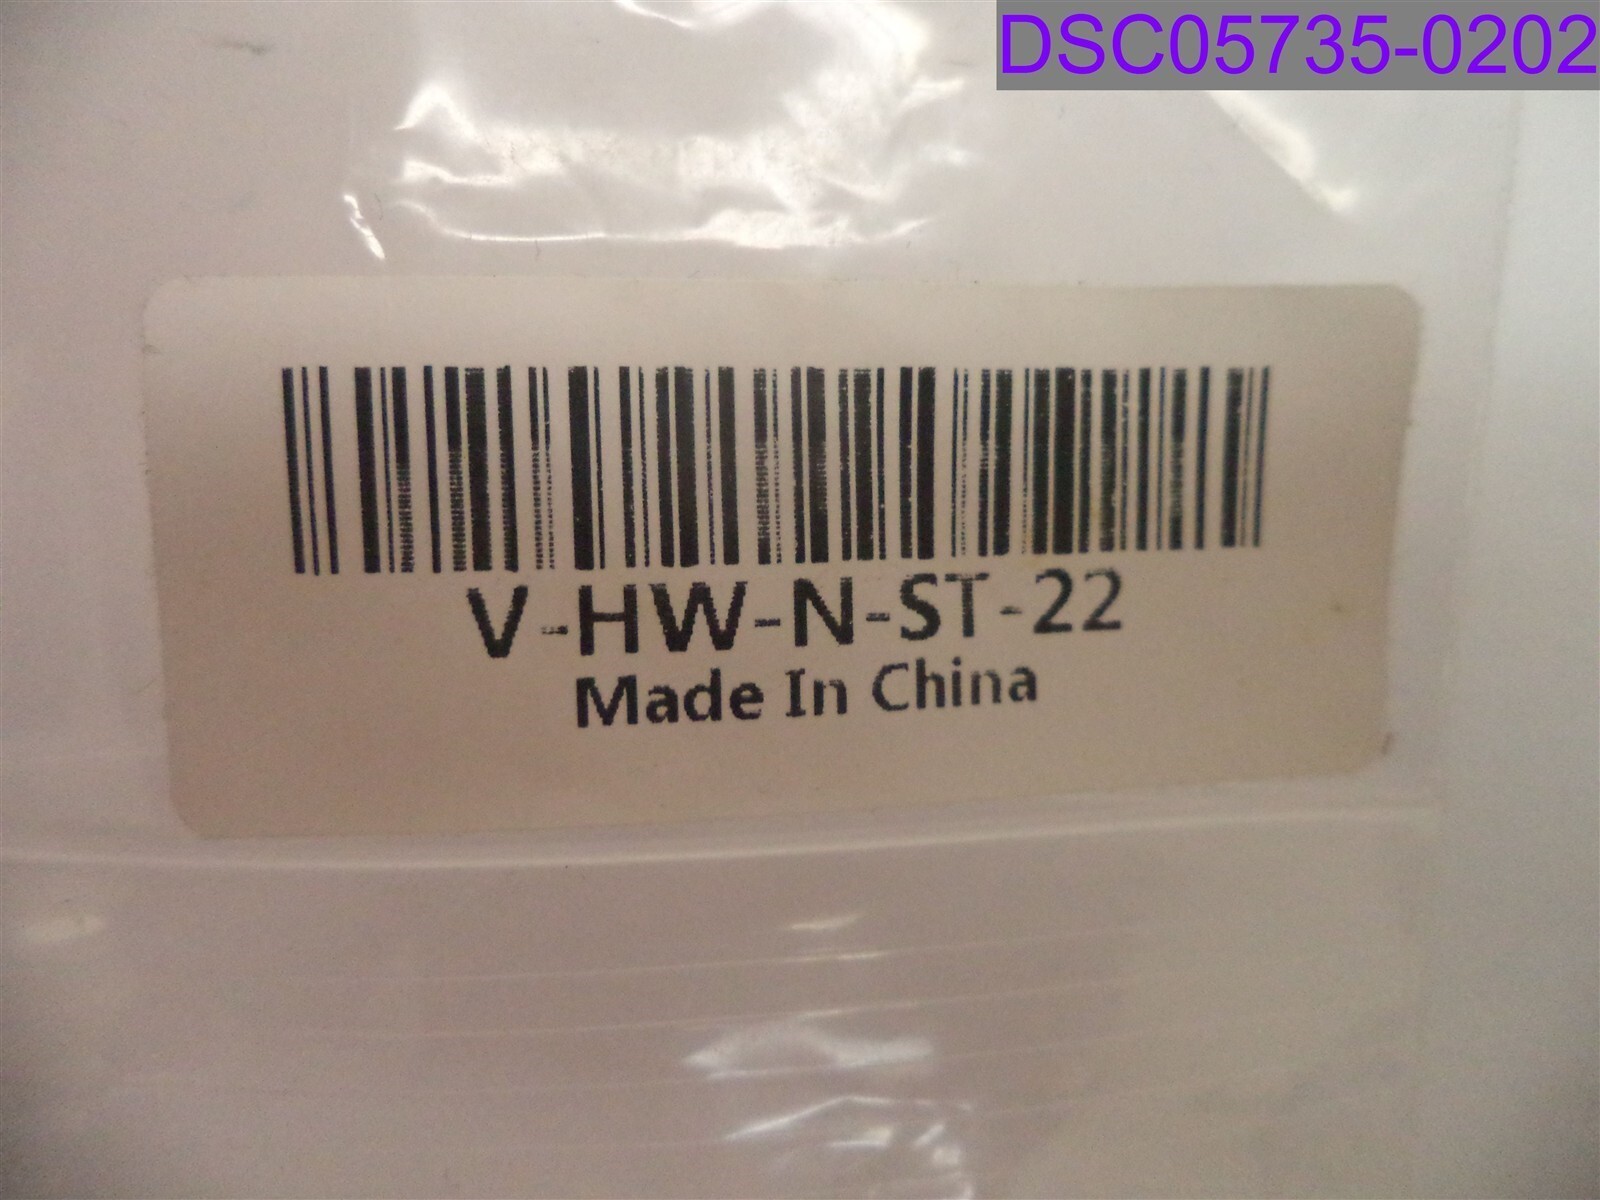 DSC05735-0202
V-HW-N-ST-22
Made In China